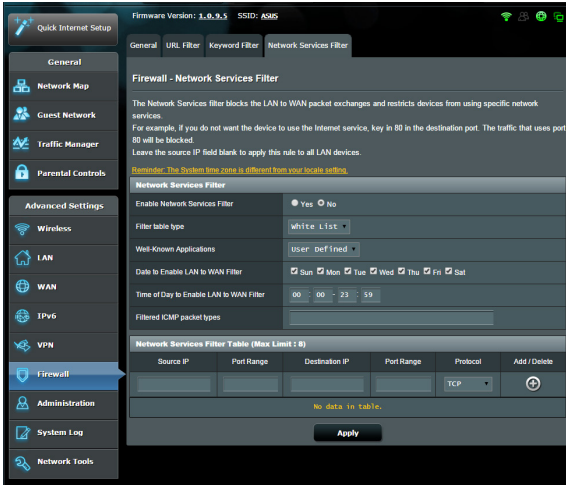 Quick Internet Setup
Firmware Version: 1.0.9.5 SSID: ASUS
General URL Filter Keyword Filter Network Services Filter
General
Network Map
Guest Network
Traffic Manager
Parental Controls
Advanced Settings
Wireless
LAN
WAN
IPv6
VPN
Firewall
Administration
System Log
Network Tools
Firewall - Network Services Filter
The Network Services filter blocks the LAN to WAN packet exchanges and restricts devices from using specific network
services.
For example, if you do not want the device to use the Internet service, key in 80 in the destination port. The traffic that uses port
80 will be blocked.
Leave the source IP field blank to apply this rule to all LAN devices.
Reminder: The System time zone is different from your locale setting.
Network Services Filter
Enable Network Services Filter Yes No
Filter table type White List
Well-Known Applications User Defined
Date to Enable LAN to WAN Filter Sun Mon Tue Wed Thu Fri Sat
Time of Day to Enable LAN to WAN Filter 00 : 00 - 23 : 59
Filtered ICMP packet types
Network Services Filter Table (Max Limit : 8)
Source IP Port Range Destination IP Port Range Protocol Add / Delete
TCP
No data in table.
Apply